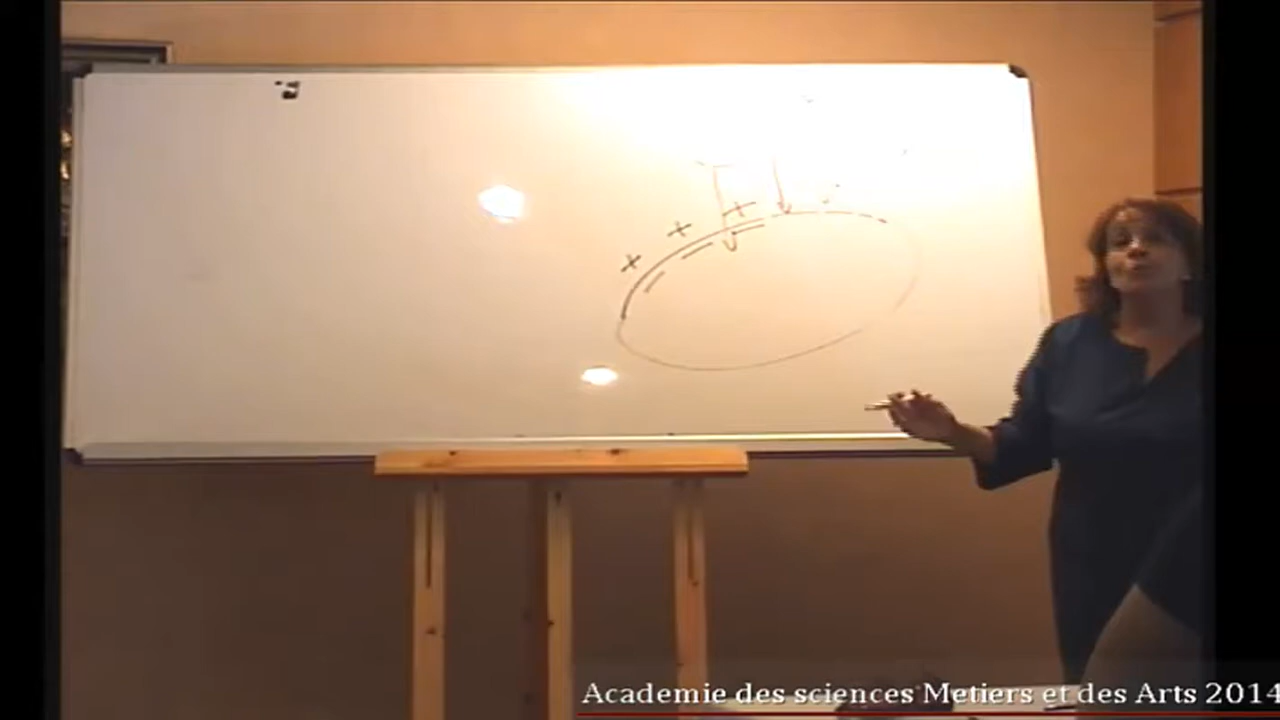 + + +
Academie des sciences Metiers et des Arts 2014